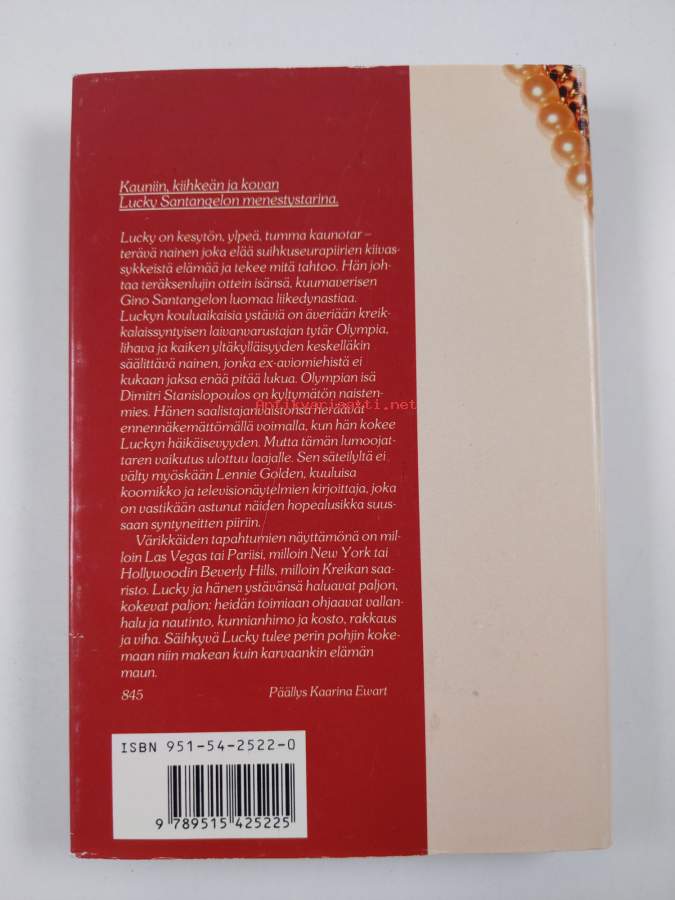 Kauniin, kiihkeän ja kovan
Lucky Santangelon menestystarina.
Lucky on kesytön, ylpeä, tumma kaunotar –
terävä nainen joka elää suihkuseurapiirien kiivas-
sykkeistä elämää ja tekee mitä tahtoo. Hän joh-
taa teräksenlujin ottein isänsä, kuumaverisen
Gino Santangelon luomaa liikedynastiaa.
Luckyn kouluaikaisia ystäviä on äveriään kreik-
kalaissyntyisen laivanvarustajan tytär Olympia,
lihava ja kaiken yltäkylläisyyden keskelläkin
säälittävä nainen, jonka ex-aviomiehistä ei
kukaan jaksa enää pitää lukua. Olympian isä
Dimitri Stanislopoulos on kyltymätön naisten-
mies. Hänen saalistajanvaistonsa heräävät
Antikvariaatti.net
ennennäkemättömällä voimalla, kun hän kokee
Luckyn häikäisevyyden. Mutta tämän lumoojat-
taren vaikutus ulottuu laajalle. Sen säteilyltä ei
välty myöskään Lennie Golden, kuuluisa
koomikko ja televisionäytelmien kirjoittaja, joka
on vastikään astunut näiden hopealusikka suus-
saan syntyneitten piiriin.
Värikkäiden tapahtumien näyttämönä on mil-
loin Las Vegas tai Pariisi, milloin New York tai
Hollywoodin Beverly Hills, milloin Kreikan saa-
risto. Lucky ja hänen ystävänsä haluavat paljon,
kokevat paljon; heidän toimiaan ohjaavat vallan-
halu ja nautinto, kunnianhimo ja kosto, rakkaus
ja viha. Säihkyvä Lucky tulee perin pohjin koke-
maan niin makean kuin karvaankin elämän
maun.
845 Päällys Kaarina Ewart
ISBN 951-54-2522-0
9 789515 425225